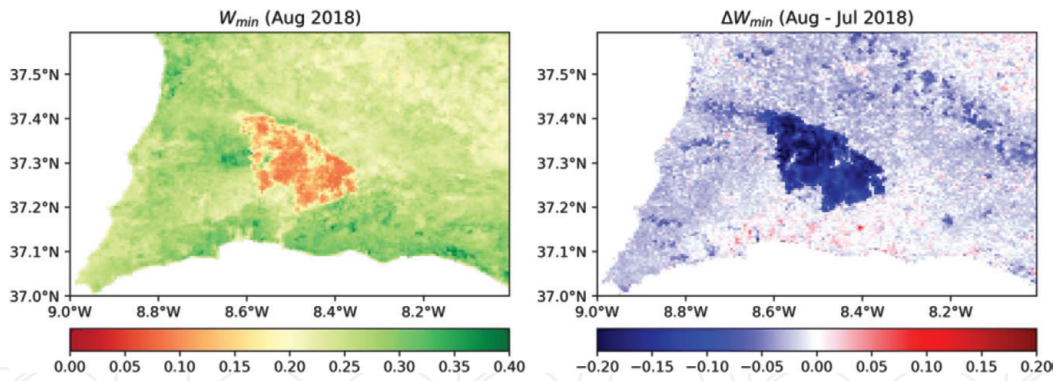 W_min (Aug 2018)
ΔW_min (Aug - Jul 2018)
37.5°N
37.4°N
37.3°N
37.2°N
37.1°N
37.0°N
9.0°W 8.8°W 8.6°W 8.4°W 8.2°W
37.5°N
37.4°N
37.3°N
37.2°N
37.1°N
37.0°N
9.0°W 8.8°W 8.6°W 8.4°W 8.2°W
0.00 0.05 0.10 0.15 0.20 0.25 0.30 0.35 0.40
−0.20 −0.15 −0.10 −0.05 0.00 0.05 0.10 0.15 0.20